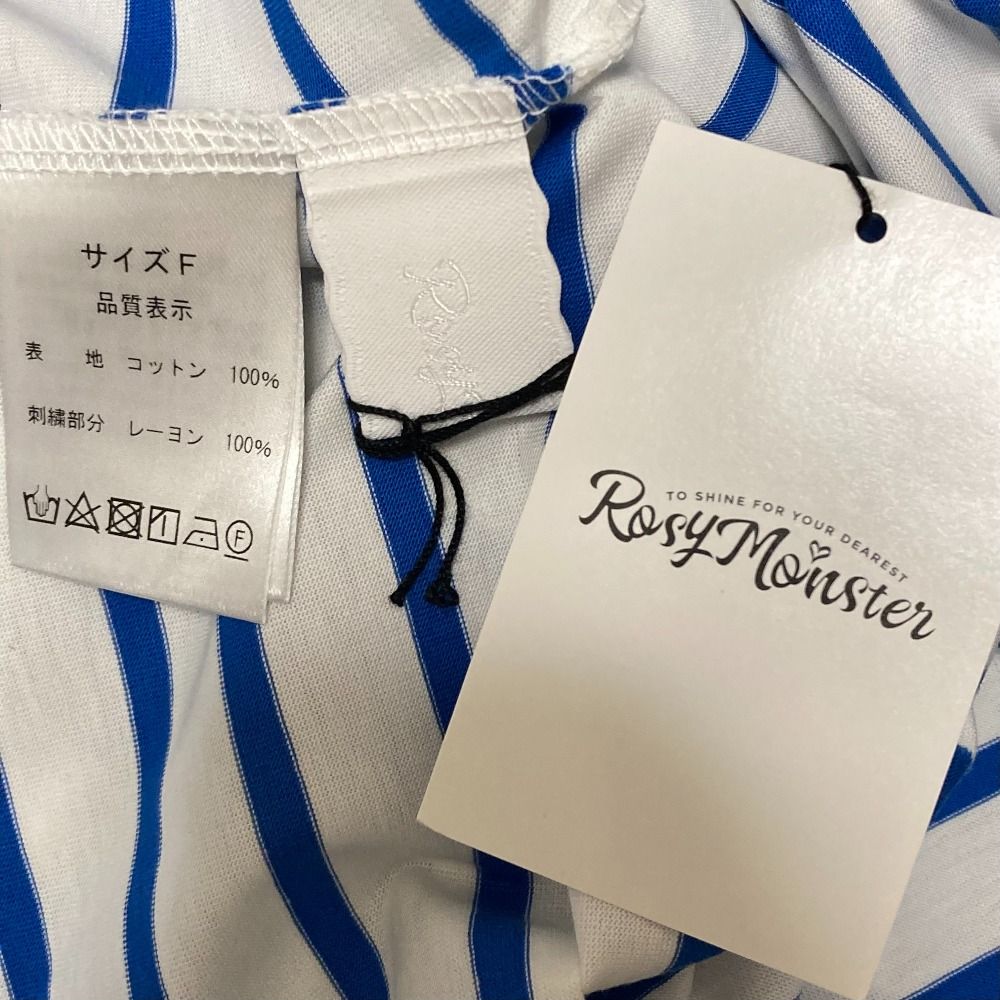 サイズF
品質表示
表 地 コットン 100%
刺繍部分 レーヨン 100%
F
TO SHINE FOR YOUR DEAREST
RosyMonster